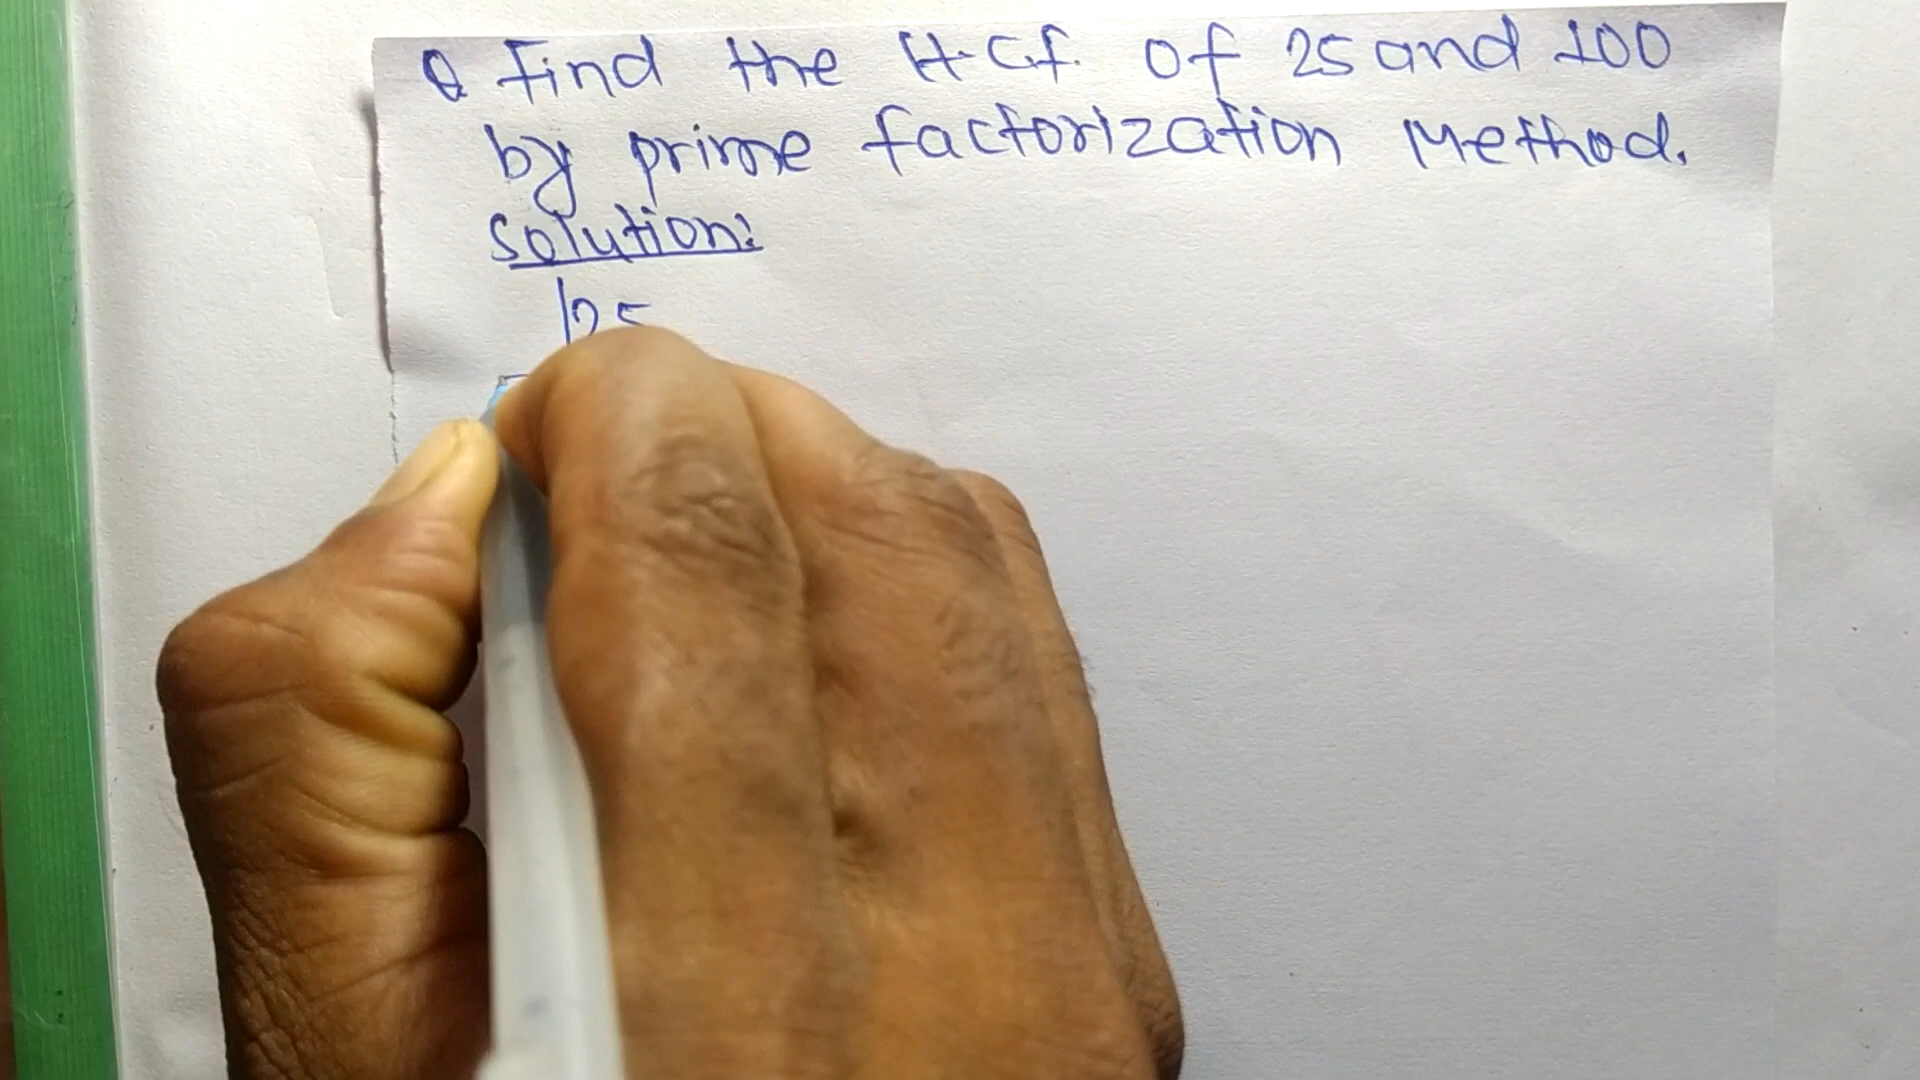 Q Find the H.C.f. of 25 and 100
by prime factorization Method.
Solution:
25